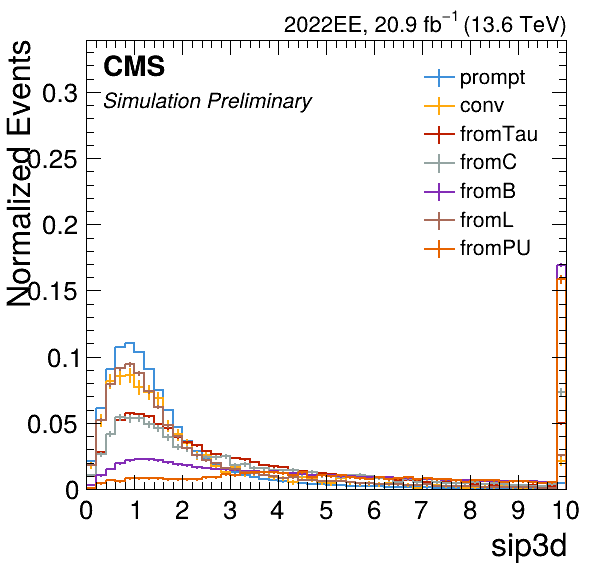 2022EE, 20.9 fb⁻¹ (13.6 TeV)
CMS
Simulation Preliminary
prompt
conv
fromTau
fromC
fromB
fromL
fromPU
Normalized Events
0.3
0.25
0.2
0.15
0.1
0.05
0
0 1 2 3 4 5 6 7 8 9 10
sip3d